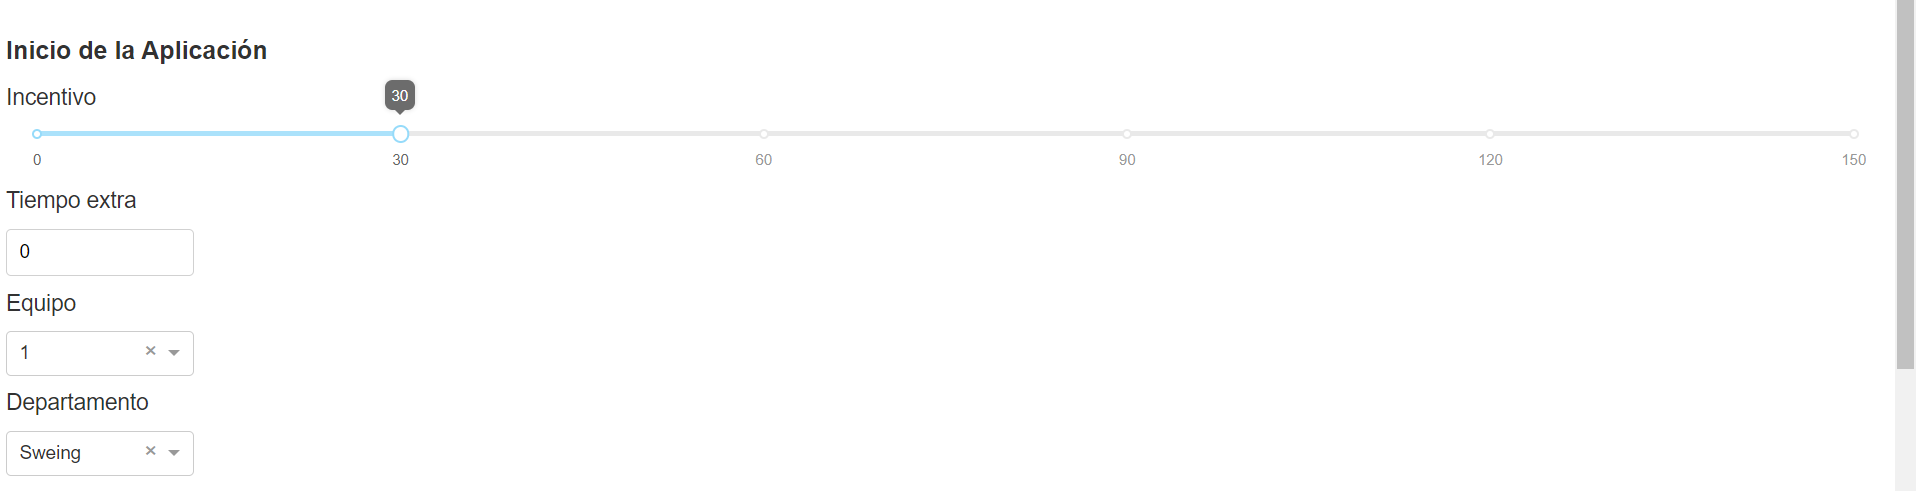 Inicio de la Aplicación
Incentivo
30
0 30 60 90 120 150
Tiempo extra
0
Equipo
1 ×
Departamento
Sweing ×